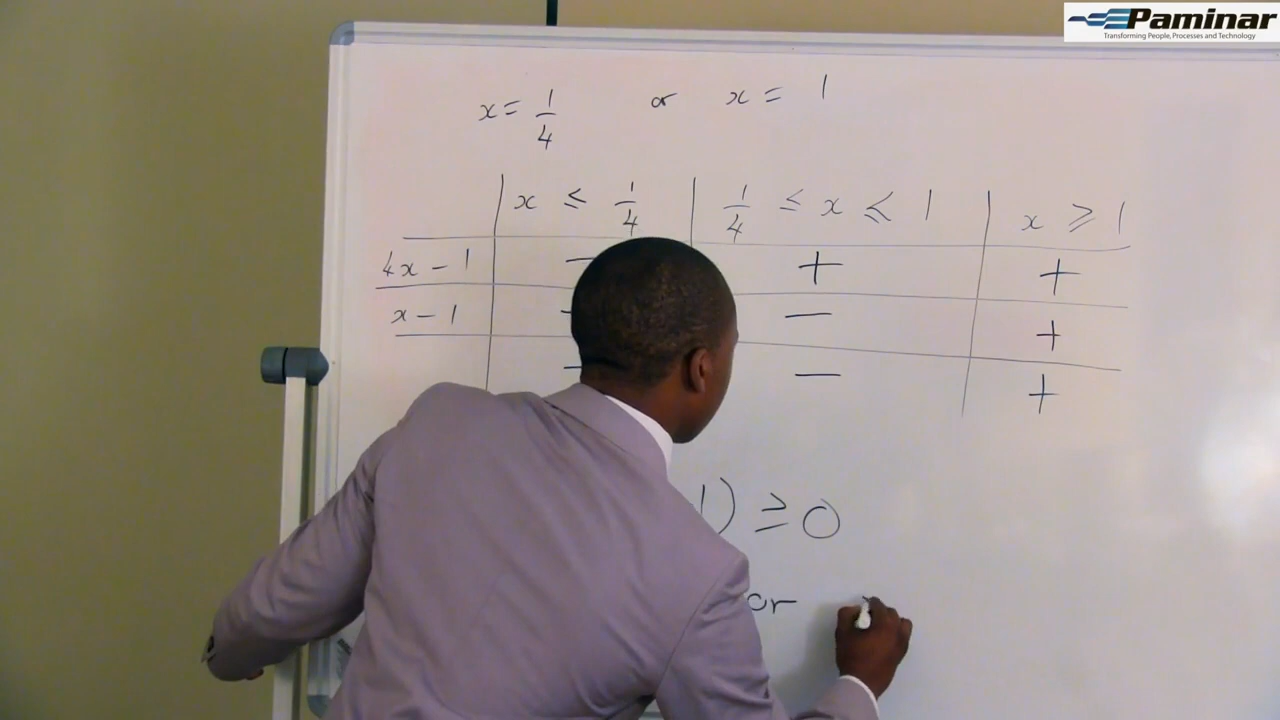 Paminar
Transforming People, Processes and Technology
x = 1/4 or x = 1
x ≤ 1/4 1/4 ≤ x ≤ 1 x ≥ 1
4x - 1 - + +
x - 1 - - +
- - +
1) ≥ 0
or